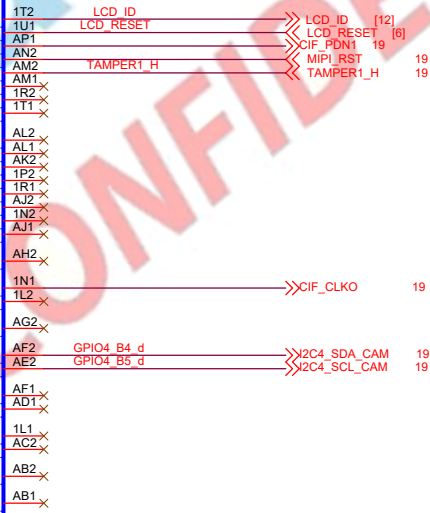 1T2 LCD_ID LCD_ID [12]
1U1 LCD_RESET LCD_RESET [6]
AP1 CIF_PDN1 19
AN2 MIPI_RST 19
AM2 TAMPER1_H TAMPER1_H 19
AM1
1R2
1T1
AL2
AL1
AK2
1P2
1R1
AJ2
1N2
AJ1
AH2
1N1 CIF_CLKO 19
1L2
AG2
AF2 GPIO4_B4_d I2C4_SDA_CAM 19
AE2 GPIO4_B5_d I2C4_SCL_CAM 19
AF1
AD1
1L1
AC2
AB2
AB1
ONFIDE